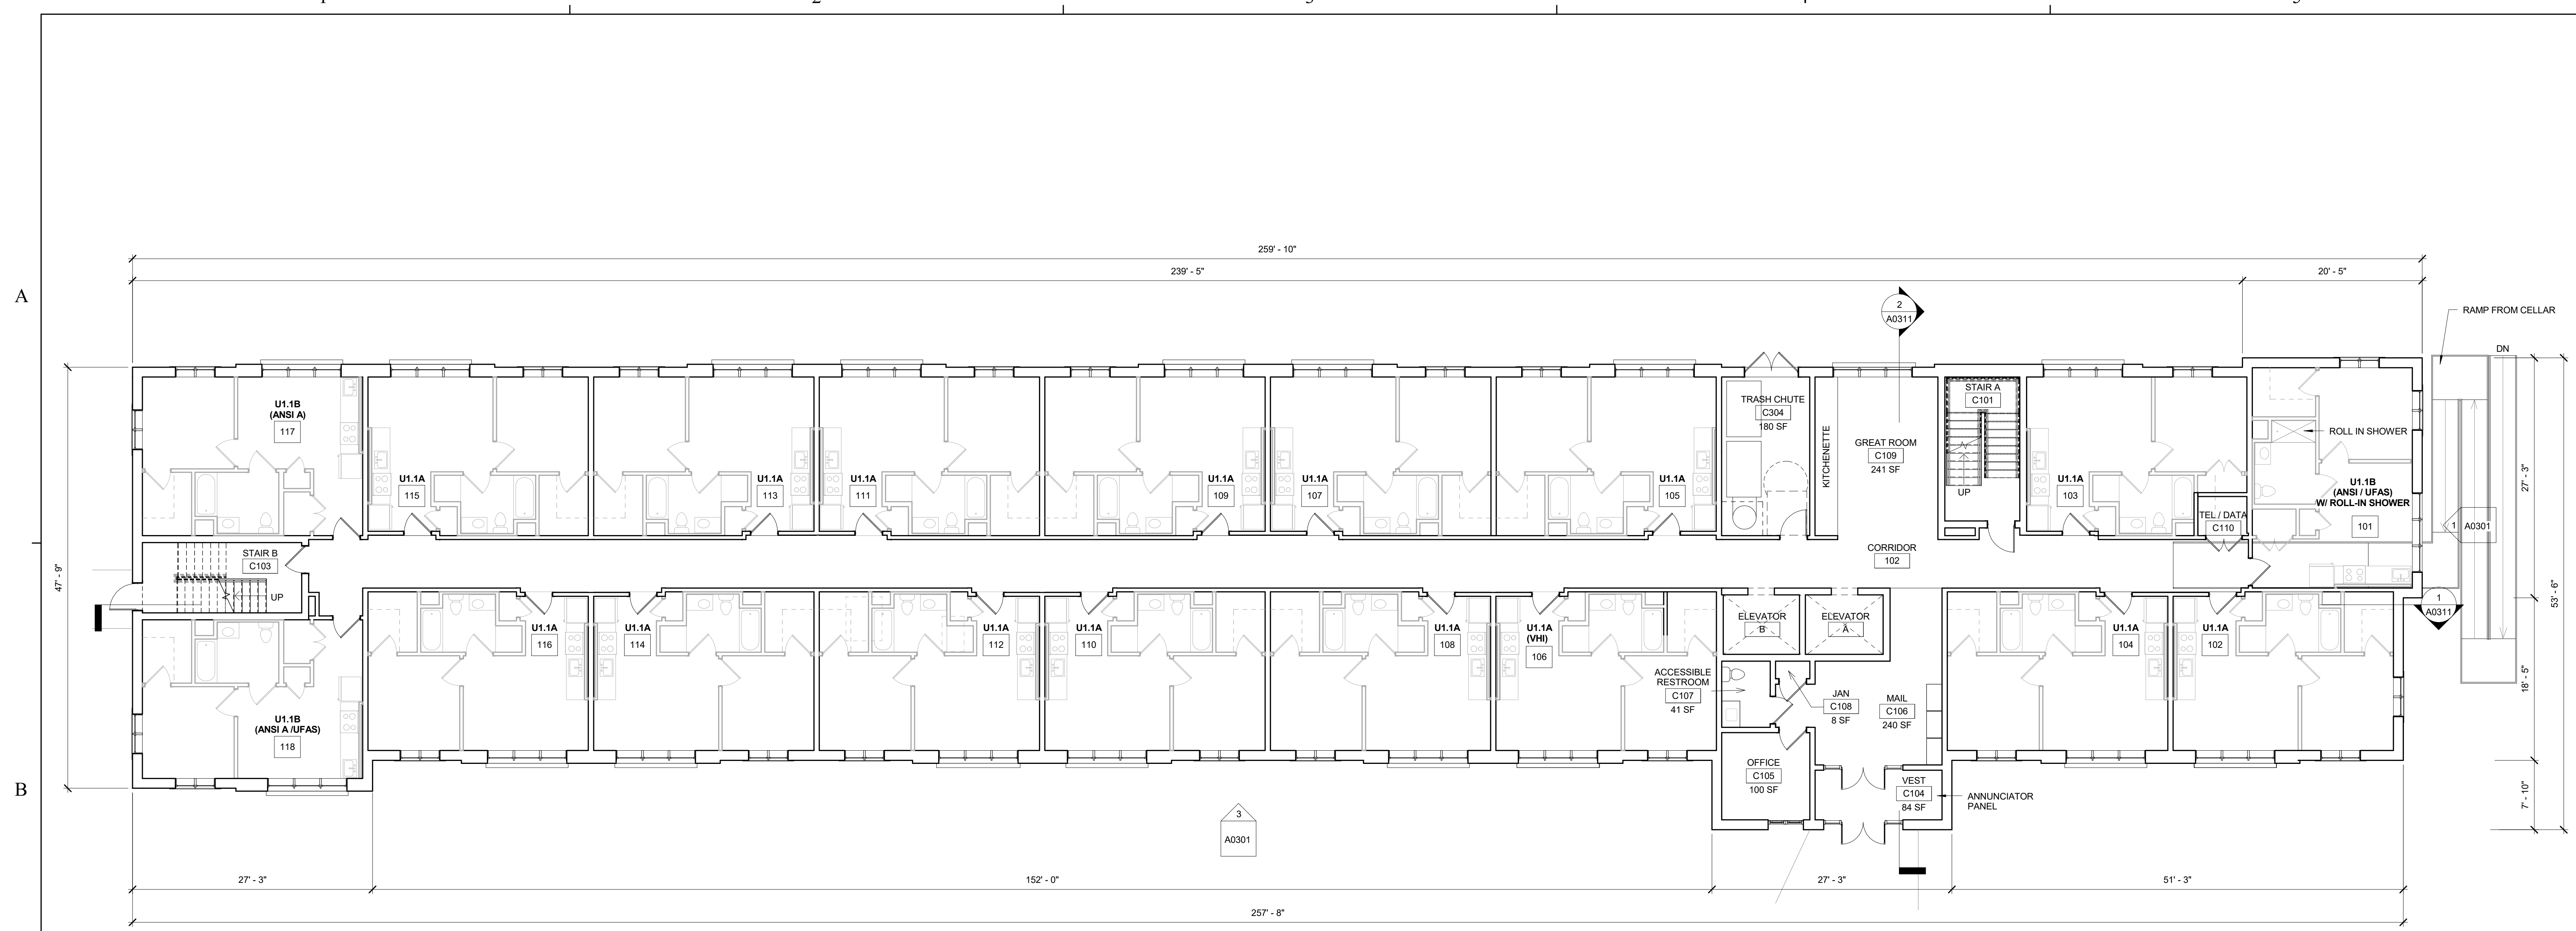 2
A
259' - 10"
239' - 5"
20' - 5"
2
A0311
RAMP FROM CELLAR
DN
U1.1B
(ANSI A)
117
U1.1A
115
U1.1A
113
U1.1A
111
U1.1A
109
U1.1A
107
U1.1A
105
TRASH CHUTE
C304
180 SF
KITCHENETTE
GREAT ROOM
C109
241 SF
STAIR A
C101
UP
U1.1A
103
TEL / DATA
C110
ROLL IN SHOWER
U1.1B
(ANSI / UFAS)
W/ ROLL-IN SHOWER
101
1
A0301
27' - 3"
53' - 6"
47' - 9"
STAIR B
C103
UP
CORRIDOR
102
1
A0311
U1.1B
(ANSI A /UFAS)
118
U1.1A
116
U1.1A
114
U1.1A
112
U1.1A
110
U1.1A
108
U1.1A
(VHI)
106
ELEVATOR
B
ELEVATOR
A
ACCESSIBLE
RESTROOM
C107
41 SF
JAN
C108
8 SF
MAIL
C106
240 SF
U1.1A
104
U1.1A
102
18' - 5"
B
OFFICE
C105
100 SF
VEST
C104
84 SF
ANNUNCIATOR
PANEL
7' - 10"
3
A0301
27' - 3"
152' - 0"
27' - 3"
51' - 3"
257' - 8"